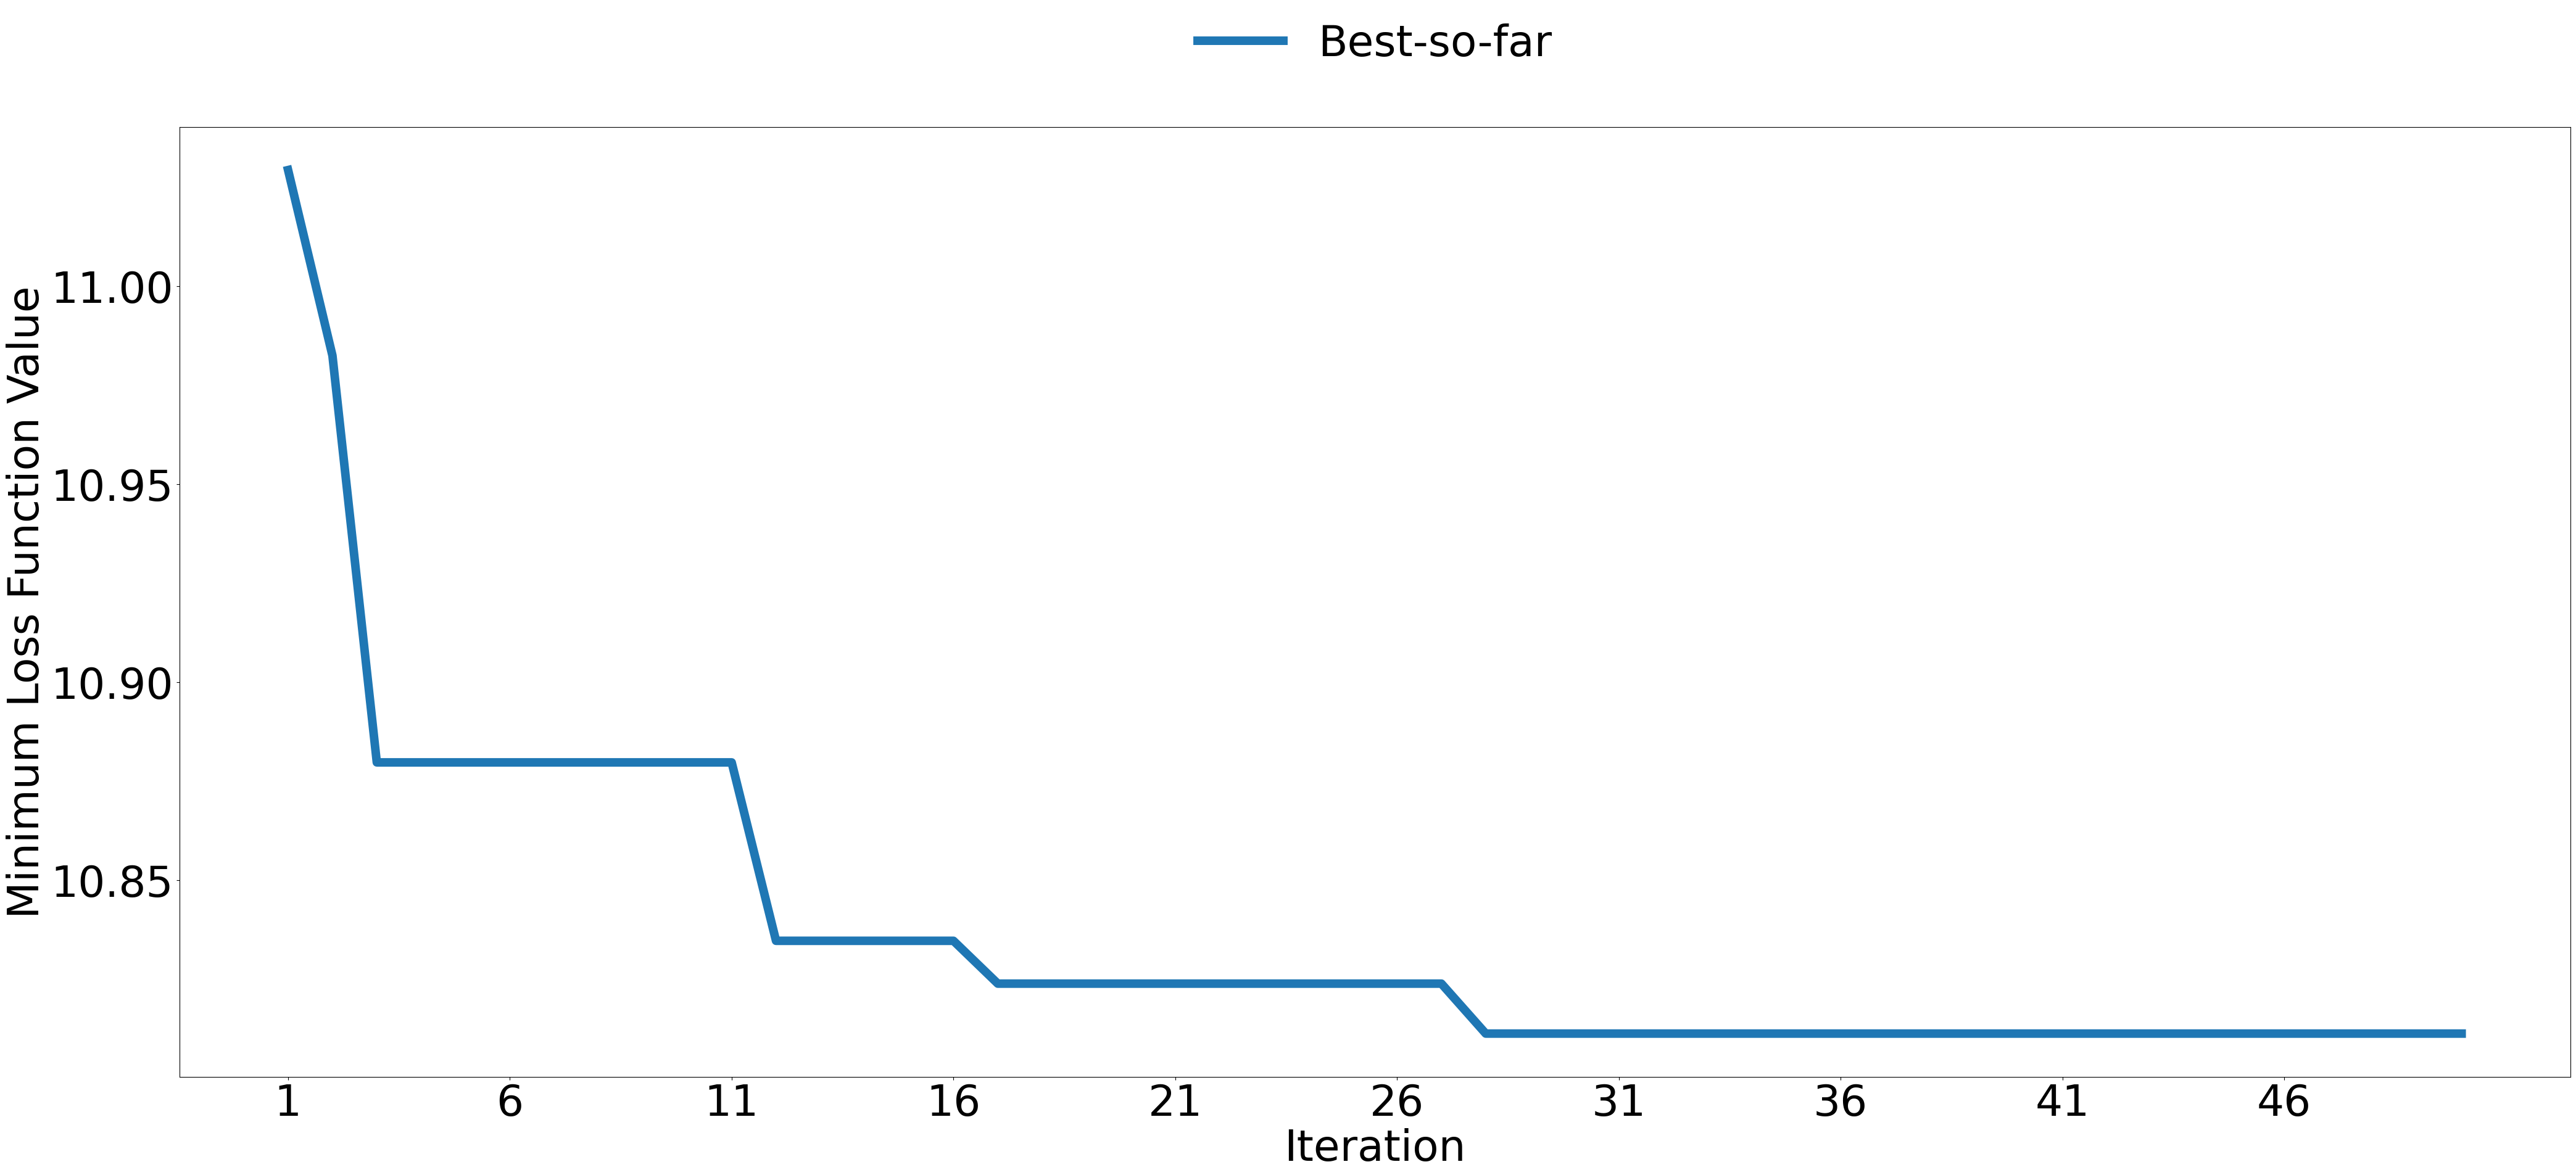 Best-so-far
Minimum Loss Function Value
11.00
10.95
10.90
10.85
1 6 11 16 21 26 31 36 41 46
Iteration